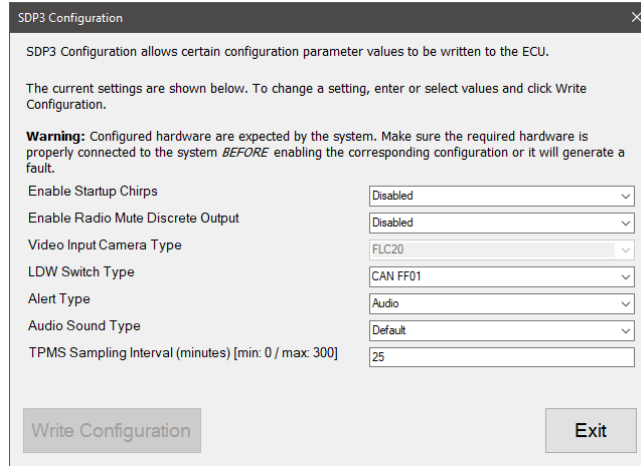 SDP3 Configuration
SDP3 Configuration allows certain configuration parameter values to be written to the ECU.
The current settings are shown below. To change a setting, enter or select values and click Write
Configuration.
Warning: Configured hardware are expected by the system. Make sure the required hardware is
properly connected to the system BEFORE enabling the corresponding configuration or it will generate a
fault.
Enable Startup Chirps Disabled
Enable Radio Mute Discrete Output Disabled
Video Input Camera Type FLC20
LDW Switch Type CAN FF01
Alert Type Audio
Audio Sound Type Default
TPMS Sampling Interval (minutes) [min: 0 / max: 300] 25
Write Configuration Exit